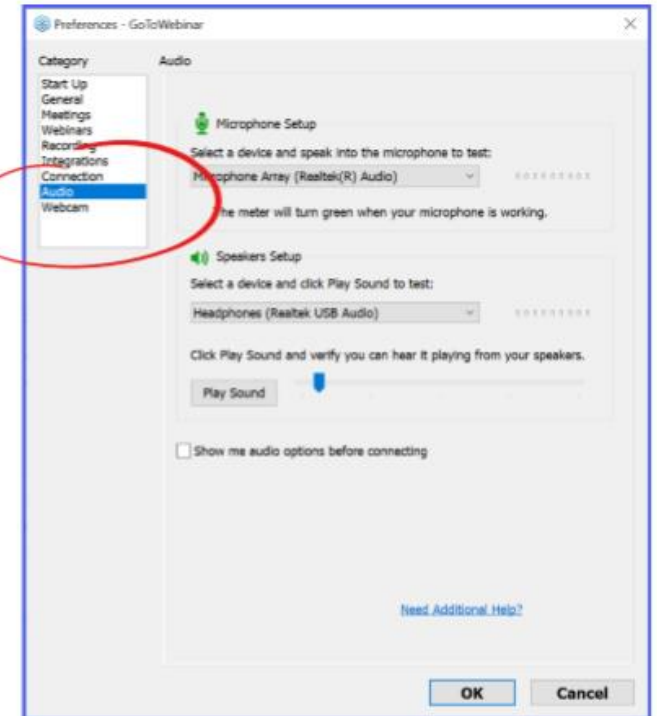 Preferences - GoToWebinar
Category
Audio
Start Up
General
Meetings
Webinars
Recording
Integrations
Connection
Audio
Webcam
Microphone Setup
Select a device and speak into the microphone to test:
Microphone Array (Realtek(R) Audio)
The meter will turn green when your microphone is working.
Speakers Setup
Select a device and click Play Sound to test:
Headphones (Realtek USB Audio)
Click Play Sound and verify you can hear it playing from your speakers.
Play Sound
Show me audio options before connecting
Need Additional Help?
OK
Cancel